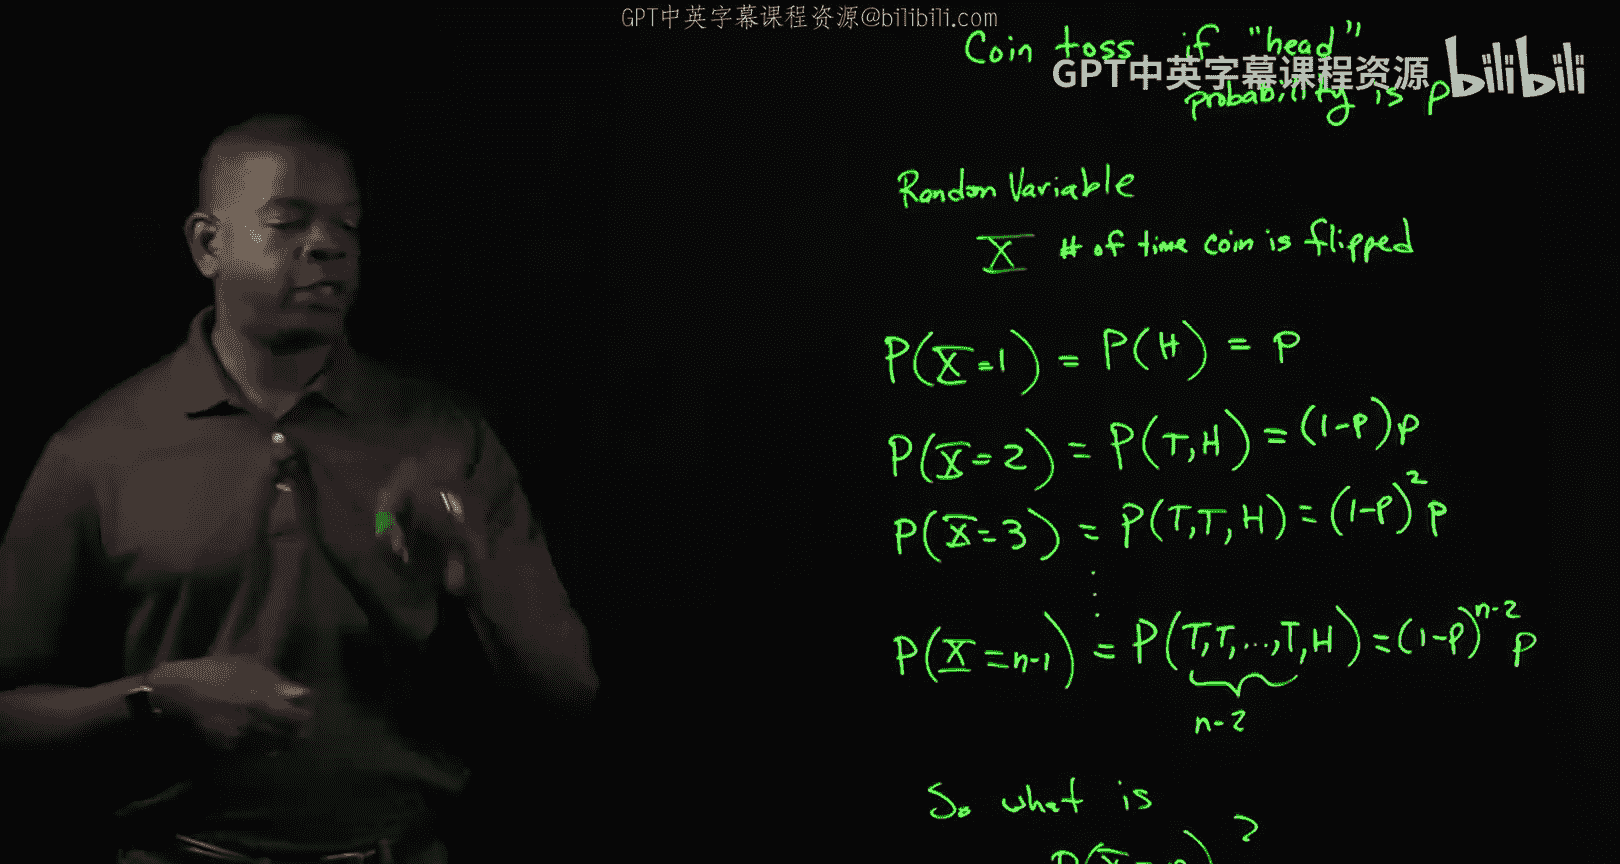 GPT中英字幕课程资源@bilibili.com
Coin toss if "head"
GPT中英字幕课程资源 bilibili
probability is p
Random Variable
X # of time coin is flipped
P(X=1) = P(H) = p
P(X=2) = P(T,H) = (1-p)p
P(X=3) = P(T,T,H) = (1-p)²p
⋮
P(X=n-1) = P(T,T,...,T,H) = (1-p)ⁿ⁻² p
n-2
So what is
?